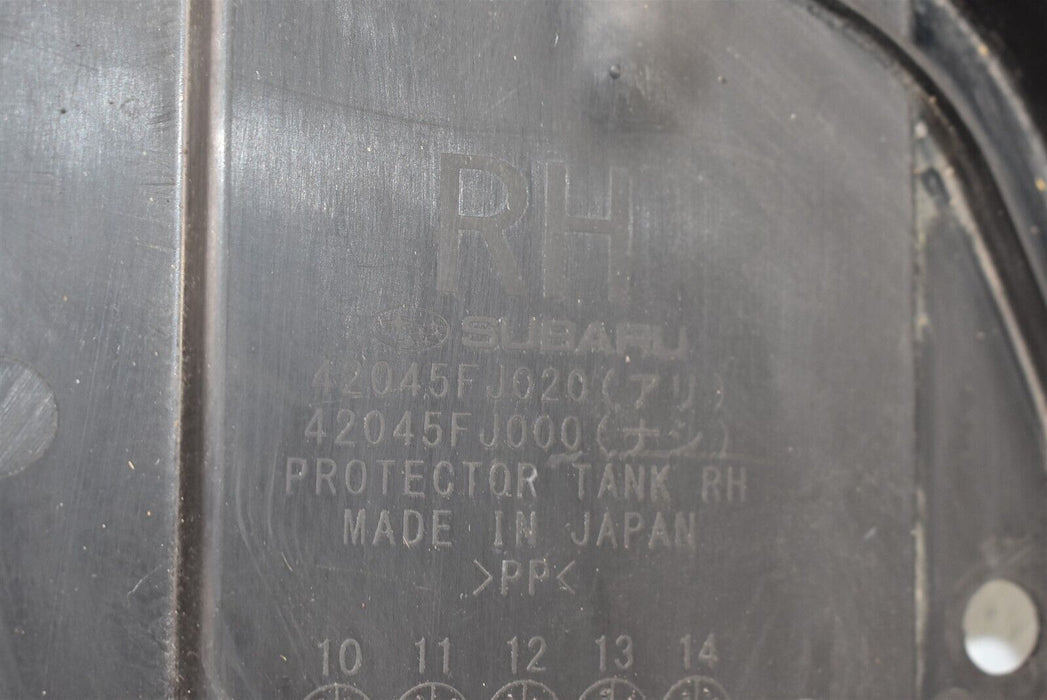 RH
SUBARU
42045FJ020(アリ)
42045FJ000(ナシ)
PROTECTOR TANK RH
MADE IN JAPAN
>PP<
10 11 12 13 14